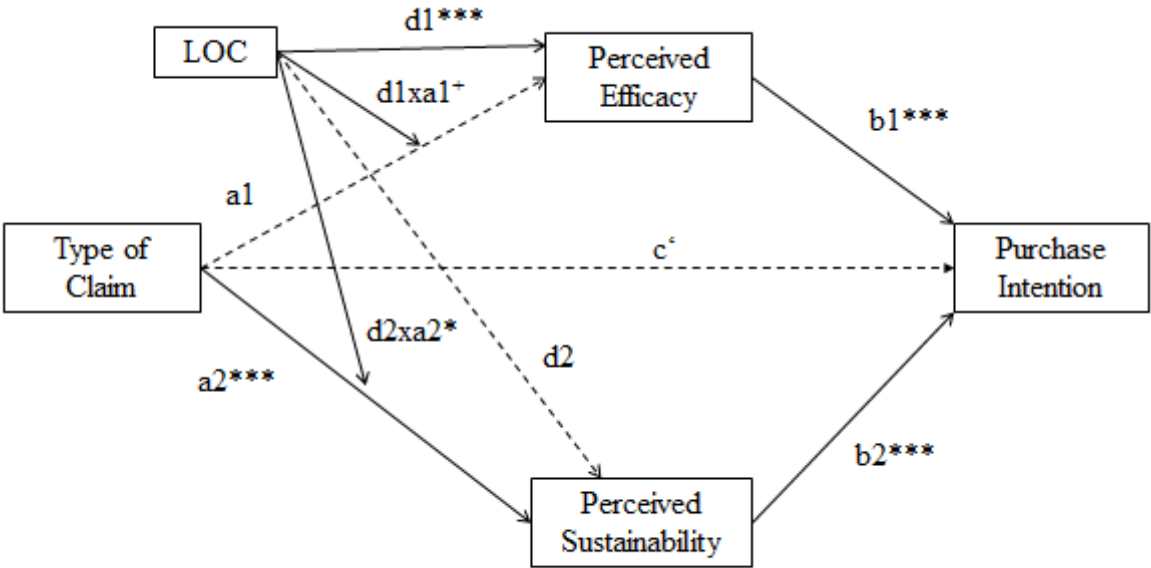 d1***
LOC
Perceived
Efficacy
d1xa1⁺
b1***
a1
Type of
Claim
c‘
Purchase
Intention
d2xa2*
d2
a2***
b2***
Perceived
Sustainability